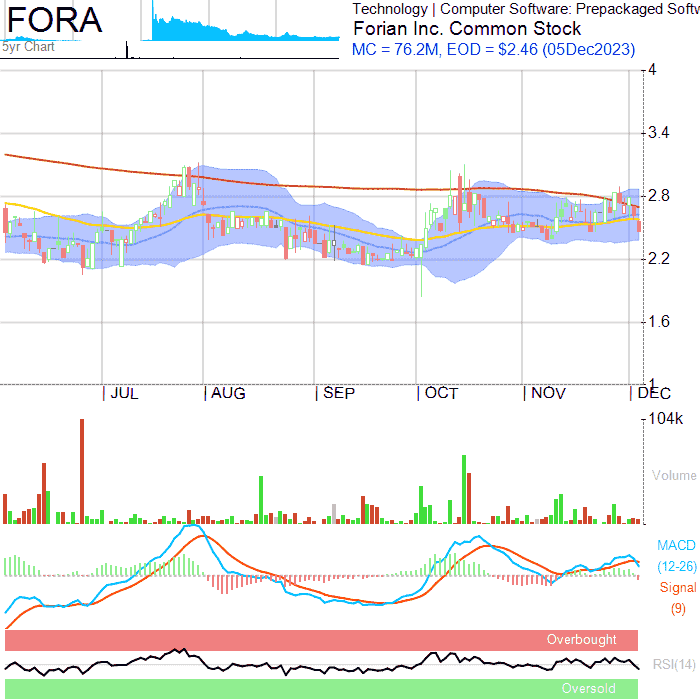 FORA
Technology | Computer Software: Prepackaged Softw
Forian Inc. Common Stock
5yr Chart
MC = 76.2M, EOD = $2.46 (05Dec2023)
4
3.4
2.8
2.2
1.6
1
JUL AUG SEP OCT NOV DEC
104k
Volume
MACD
(12-26)
Signal
(9)
Overbought
RSI(14)
Oversold